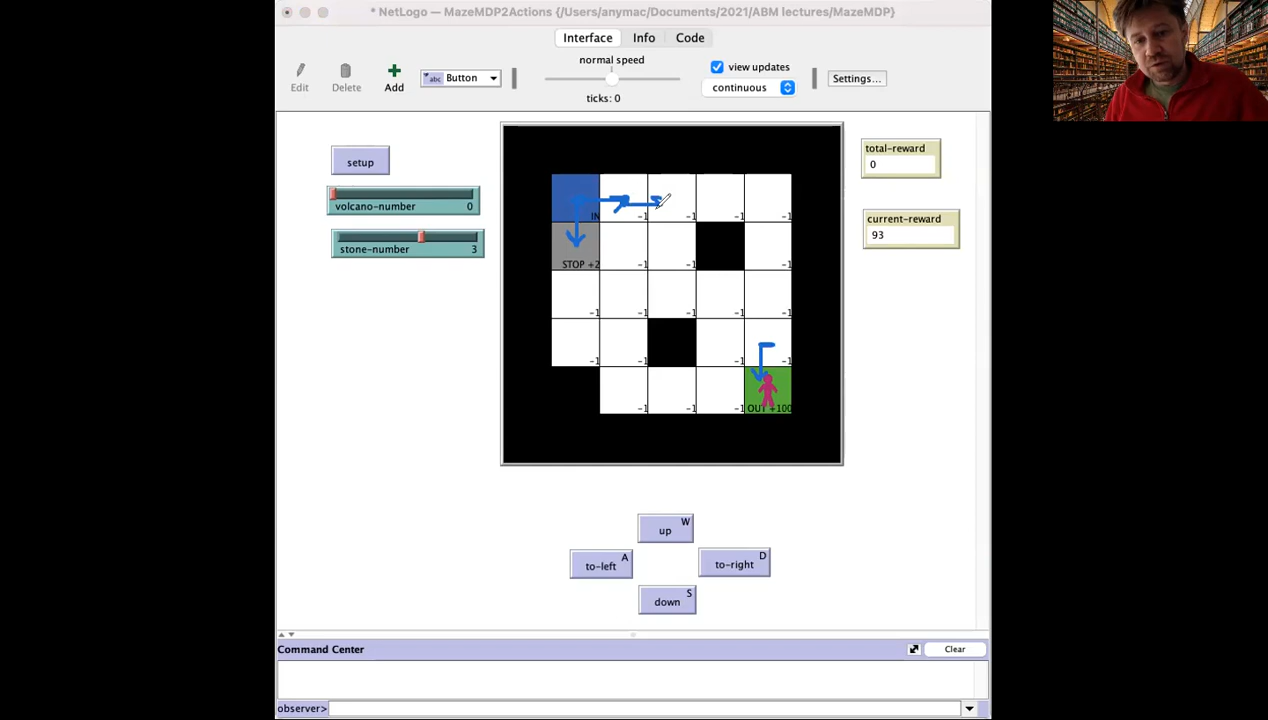 * NetLogo — MazeMDP2Actions {/Users/anymac/Documents/2021/ABM lectures/MazeMDP}
Interface Info Code
Edit Delete Add abc Button normal speed view updates Settings...
ticks: 0 continuous
setup
volcano-number 0
stone-number 3
total-reward
0
current-reward
93
IN -1 -1 -1 -1
STOP +2 -1 -1 -1
-1 -1 -1 -1 -1
-1 -1 -1 -1
-1 -1 -1 OUT +100
up W
to-left A
to-right D
down S
Command Center Clear
observer>